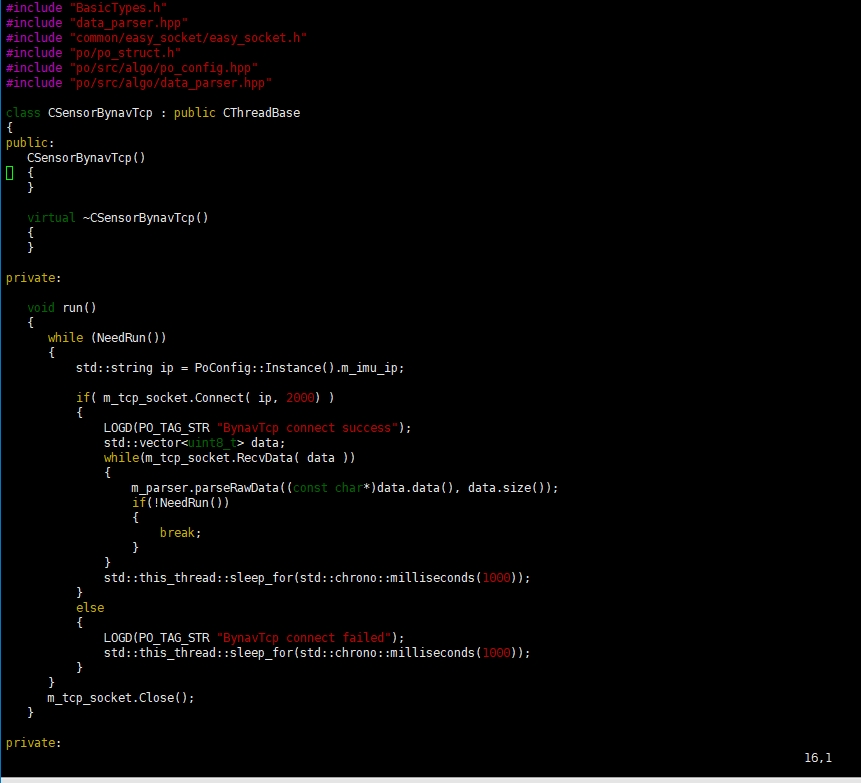 #include "BasicTypes.h"
#include "data_parser.hpp"
#include "common/easy_socket/easy_socket.h"
#include "po/po_struct.h"
#include "po/src/algo/po_config.hpp"
#include "po/src/algo/data_parser.hpp"

class CSensorBynavTcp : public CThreadBase
{
public:
   CSensorBynavTcp()
   {
   }

   virtual ~CSensorBynavTcp()
   {
   }

private:

   void run()
   {
      while (NeedRun())
      {
          std::string ip = PoConfig::Instance().m_imu_ip;

          if( m_tcp_socket.Connect( ip, 2000) )
          {
              LOGD(PO_TAG_STR "BynavTcp connect success");
              std::vector<uint8_t> data;
              while(m_tcp_socket.RecvData( data ))
              {
                  m_parser.parseRawData((const char*)data.data(), data.size());
                  if(!NeedRun())
                  {
                      break;
                  }
              }
              std::this_thread::sleep_for(std::chrono::milliseconds(1000));
          }
          else
          {
              LOGD(PO_TAG_STR "BynavTcp connect failed");
              std::this_thread::sleep_for(std::chrono::milliseconds(1000));
          }
      }
      m_tcp_socket.Close();
   }

private:
16,1